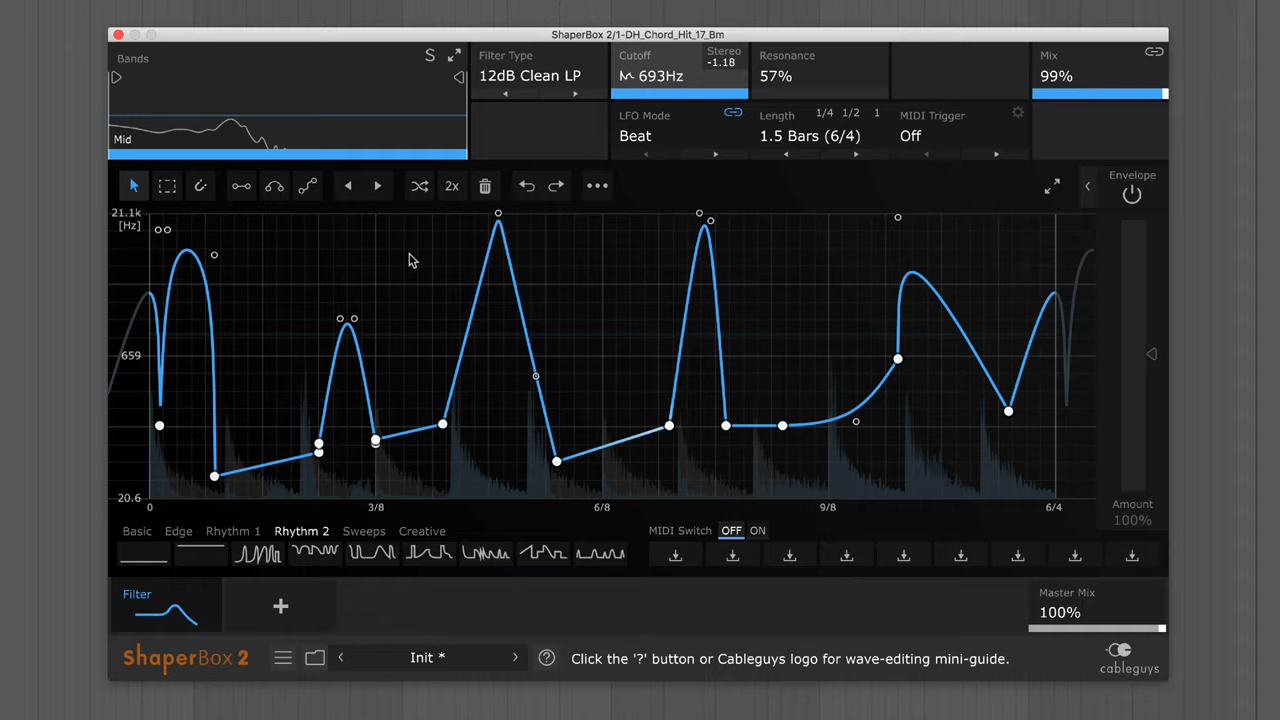 ShaperBox 2/1-DH_Chord_Hit_17_Bm
Bands
S
Mid
Filter Type
12dB Clean LP
Cutoff
693Hz
Stereo
-1.18
Resonance
57%
Mix
99%
LFO Mode
Beat
Length
1/4 1/2 1
1.5 Bars (6/4)
MIDI Trigger
Off
2x
Envelope
21.1k
[Hz]
659
20.6
0
3/8
6/8
9/8
6/4
Amount
100%
Basic
Edge
Rhythm 1
Rhythm 2
Sweeps
Creative
MIDI Switch
OFF
ON
Filter
+
Master Mix
100%
ShaperBox 2
Init *
?
Click the '?' button or Cableguys logo for wave-editing mini-guide.
cableguys